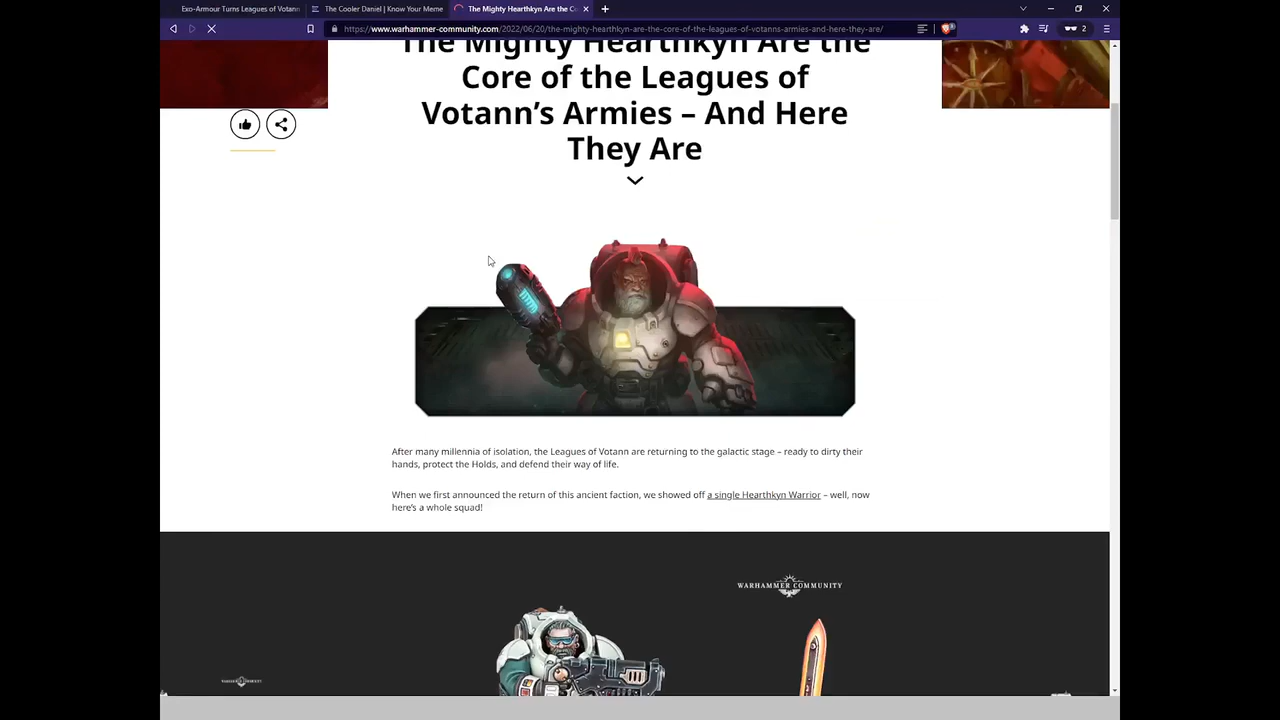 Exo-Armour Turns Leagues of Votann
The Cooler Daniel | Know Your Meme
The Mighty Hearthkyn Are the Co
https://www.warhammer-community.com/2022/06/20/the-mighty-hearthkyn-are-the-core-of-the-leagues-of-votanns-armies-and-here-they-are/
2
The Mighty Hearthkyn Are the
Core of the Leagues of
Votann’s Armies – And Here
They Are
After many millennia of isolation, the Leagues of Votann are returning to the galactic stage – ready to dirty their
hands, protect the Holds, and defend their way of life.
When we first announced the return of this ancient faction, we showed off a single Hearthkyn Warrior – well, now
here’s a whole squad!
WARHAMMER COMMUNITY